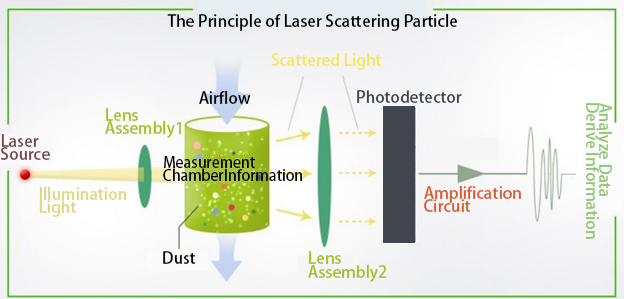 The Principle of Laser Scattering Particle
Scattered Light
Airflow
Photodetector
Lens
Assembly1
Laser
Source
Measurement
ChamberInformation
Illumination
Light
Amplification
Circuit
Analyze Data
Derive Information
Dust
Lens
Assembly2